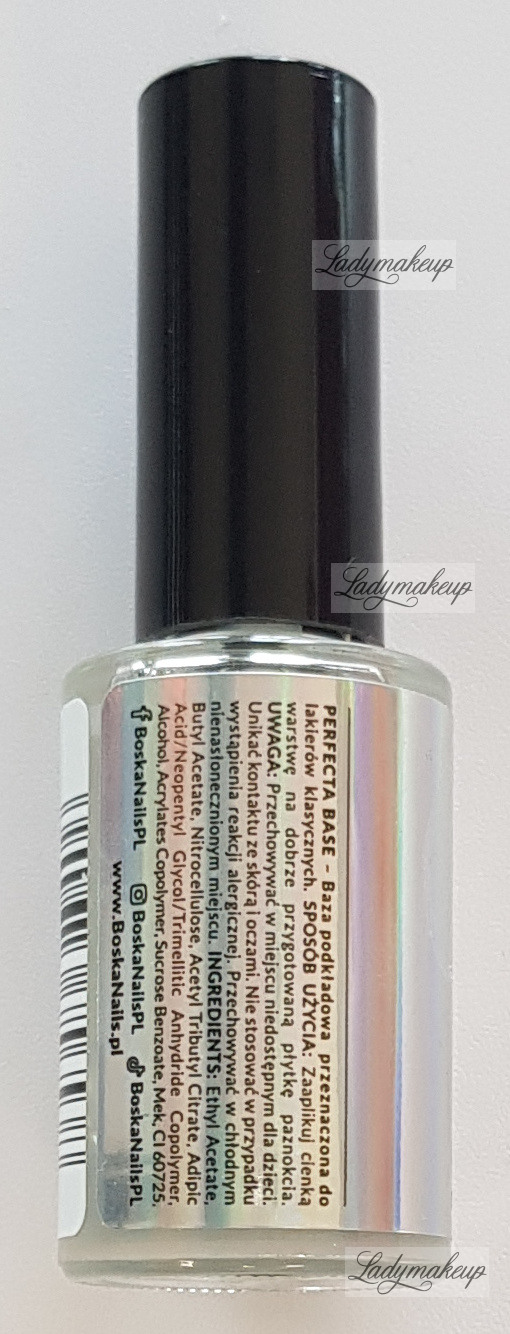 PERFECTA BASE – Baza podkładowa przeznaczona do
lakierów klasycznych. SPOSÓB UŻYCIA: Zaaplikuj cienką
warstwę na dobrze przygotowaną płytkę paznokcia.
UWAGA: Przechowywać w miejscu niedostępnym dla dzieci.
Unikać kontaktu ze skórą i oczami. Nie stosować w przypadku
wystąpienia reakcji alergicznej. Przechowywać w chłodnym
nienasłonecznionym miejscu. INGREDIENTS: Ethyl Acetate,
Butyl Acetate, Nitrocellulose, Acetyl Tributyl Citrate, Adipic
Acid/Neopentyl Glycol/Trimellitic Anhydride Copolymer,
Alcohol, Acrylates Copolymer, Sucrose Benzoate, Mek, CI 60725,
BoskaNailsPL BoskaNailsPL BoskaNailsPL
www.BoskaNails.pl
Ladymakeup
Ladymakeup
Ladymakeup